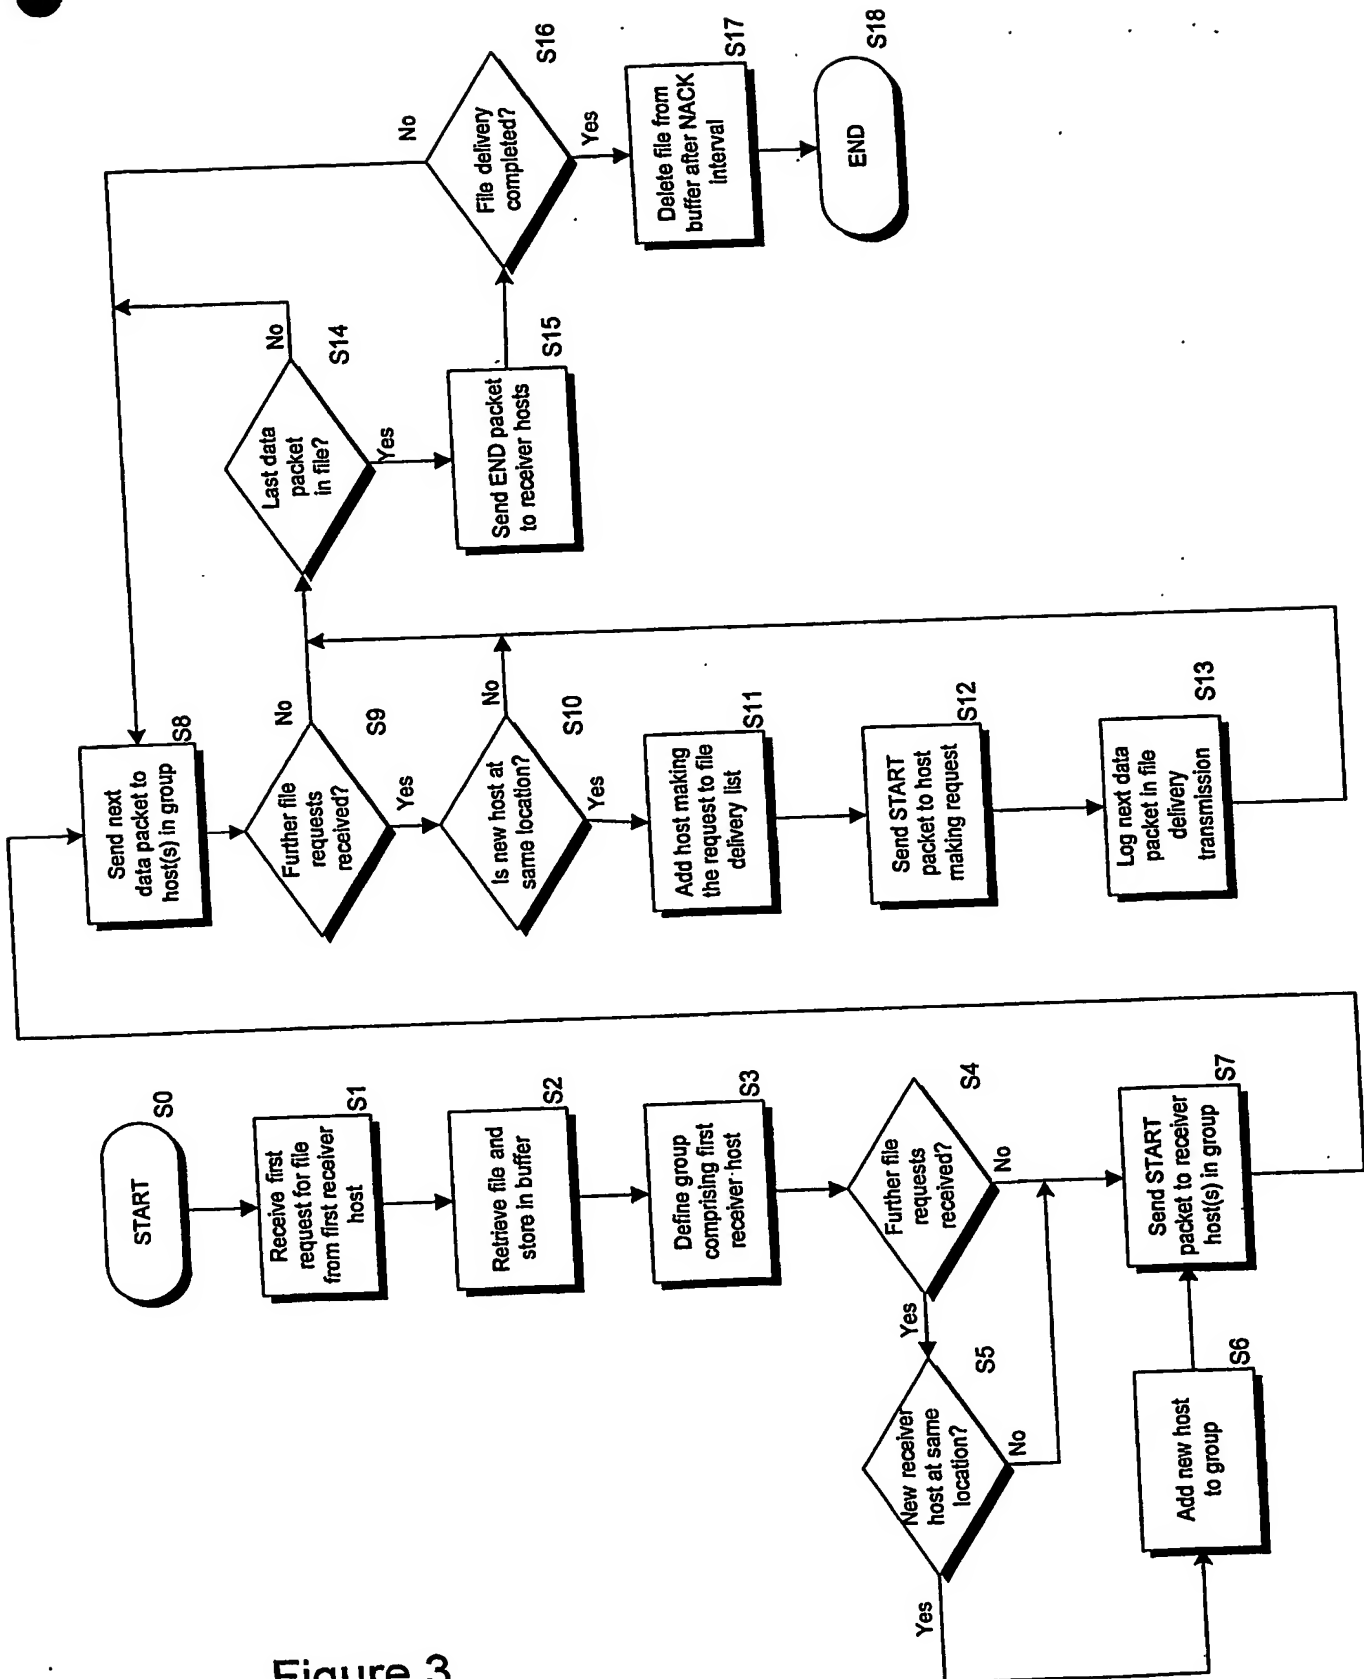 START
S0
Receive first
request for file
from first receiver
host
S1
Retrieve file and
store in buffer
S2
Define group
comprising first
receiver host
S3
Further file
requests
received?
S4
Yes
No
New receiver
host at same
location?
S5
Yes
No
Add new host
to group
S6
Send START
packet to receiver
host(s) in group
S7
Send next
data packet to
host(s) in group
S8
Further file
requests
received?
S9
No
Yes
Is new host at
same location?
S10
No
Yes
Add host making
the request to file
delivery list
S11
Send START
packet to host
making request
S12
Log next data
packet in file
delivery
transmission
S13
Last data
packet
in file?
S14
No
Yes
Send END packet
to receiver hosts
S15
File delivery
completed?
S16
No
Yes
Delete file from
buffer after NACK
interval
S17
END
S18
Figure 3